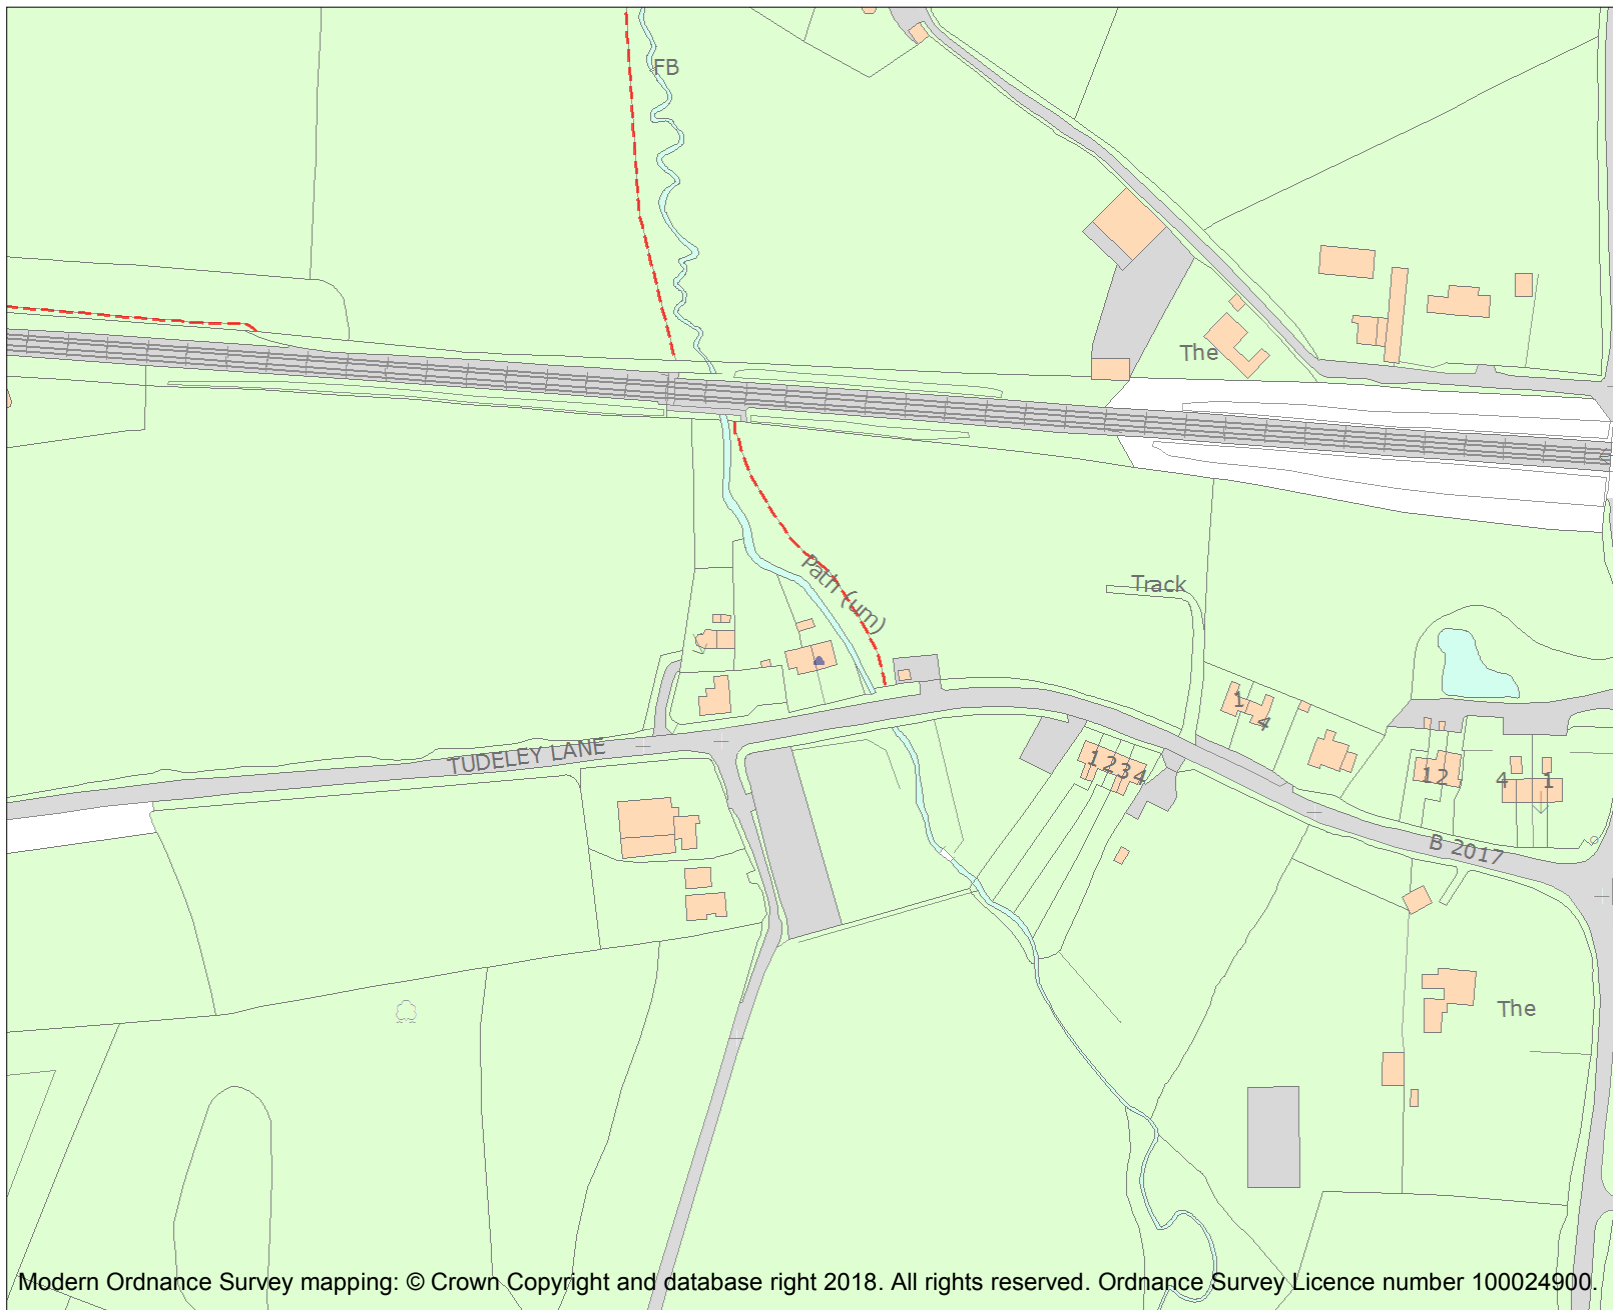 FB
The
Path (um)
Track
1
4
TUDELEY LANE
1 2 3 4
1 2
4
1
B 2017
The
Modern Ordnance Survey mapping: © Crown Copyright and database right 2018. All rights reserved. Ordnance Survey Licence number 100024900.